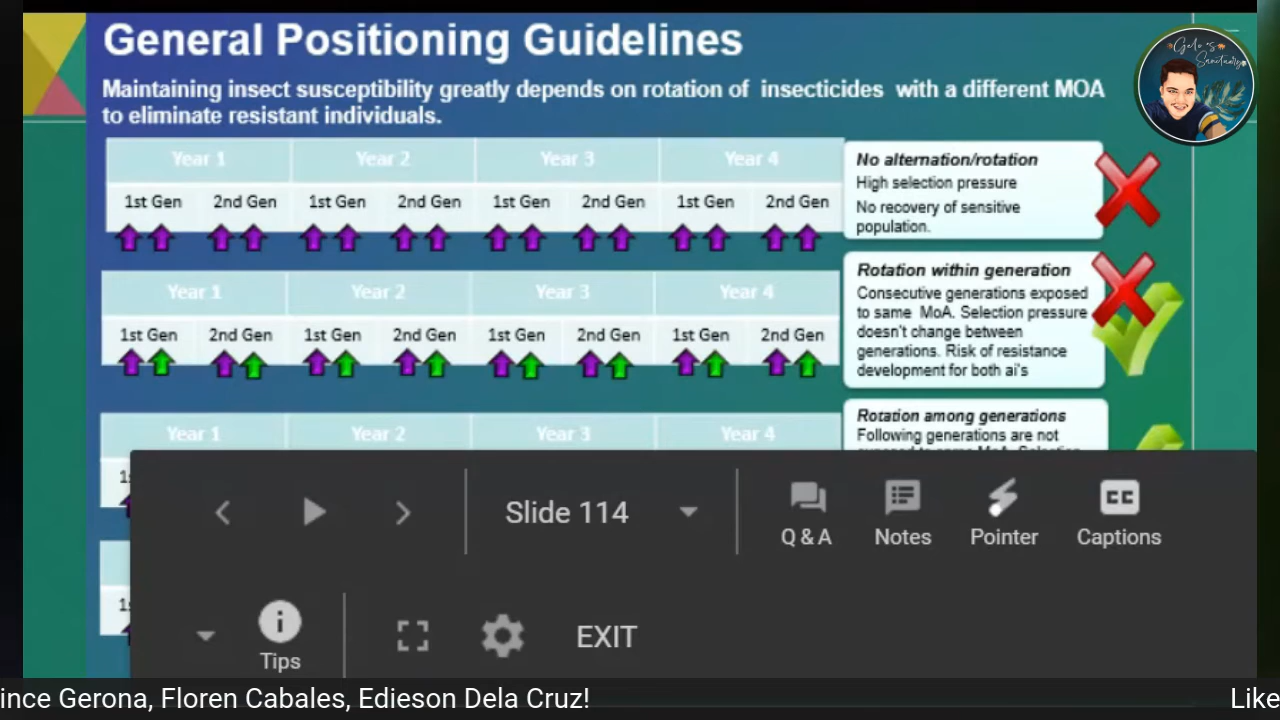 General Positioning Guidelines
Gelo's
Sanctuary
Maintaining insect susceptibility greatly depends on rotation of insecticides with a different MOA
to eliminate resistant individuals.
Year 1 Year 2 Year 3 Year 4
1st Gen 2nd Gen 1st Gen 2nd Gen 1st Gen 2nd Gen 1st Gen 2nd Gen
No alternation/rotation
High selection pressure
No recovery of sensitive
population.
Year 1 Year 2 Year 3 Year 4
1st Gen 2nd Gen 1st Gen 2nd Gen 1st Gen 2nd Gen 1st Gen 2nd Gen
Rotation within generation
Consecutive generations exposed
to same MoA. Selection pressure
doesn't change between
generations. Risk of resistance
development for both ai's
Year 1 Year 2 Year 3 Year 4
Rotation among generations
Following generations are not
Slide 114
Q & A Notes Pointer Captions
Tips
EXIT
ince Gerona, Floren Cabales, Edieson Dela Cruz! Like